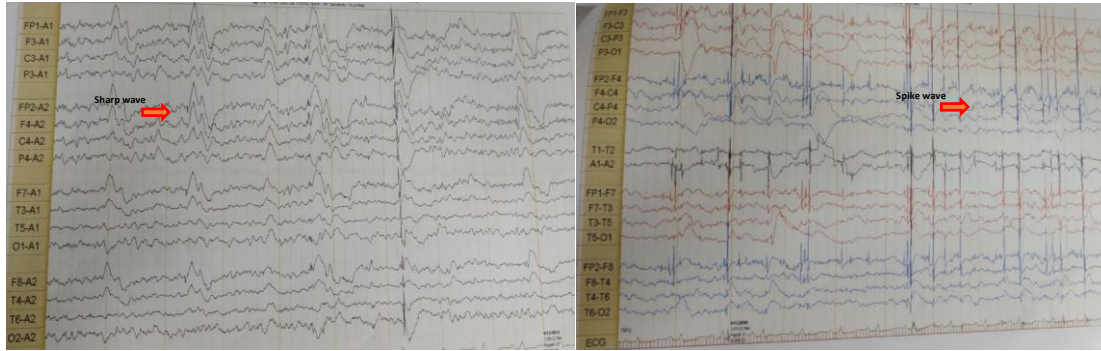 FP1-A1
F3-A1
C3-A1
P3-A1
Sharp wave
FP2-A2
F4-A2
C4-A2
P4-A2
F7-A1
T3-A1
T5-A1
O1-A1
F8-A2
T4-A2
T6-A2
O2-A2
FP1-F3
F3-C3
C3-P3
P3-O1
FP2-F4
F4-C4
Spike wave
C4-P4
P4-O2
T1-T2
A1-A2
FP1-F7
F7-T3
T3-T5
T5-O1
FP2-F8
F8-T4
T4-T6
T6-O2
ECG